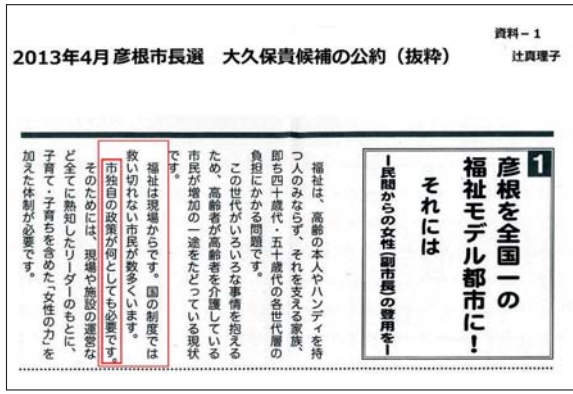 資料－1
2013年4月彦根市長選　大久保貴候補の公約（抜粋）
辻真理子
1
彦根を全国一の
福祉モデル都市に！
それには
ー民間からの女性（副市長）の登用をー
福祉は、高齢の本人やハンディを持
つ人のみならず、それを支える家族、
即ち四十歳代・五十歳代の各世代層の
負担にかかる問題です。
この世代がいろいろな事情を抱える
ため、高齢者が高齢者を介護している
市民が増加の一途をたどっている現状
です。
福祉は現場からです。国の制度では
救い切れない市民が数多くいます。
市独自の政策が何としても必要です。
そのためには、現場や施設の運営な
ど全てに熟知したリーダーのもとに、
子育て・子育ちを含めた「女性の力」を
加えた体制が必要です。